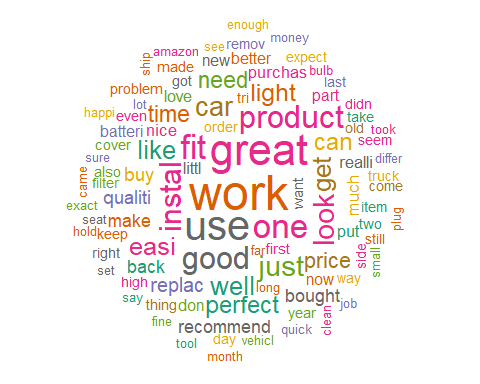 enough
amazon see remov money
ship made new better expect
problem got tri purchas bulb
lot love need light part last
happi even time car product didn
batteri nice order can old take took
cover like fit great realli seem
sure also littl differ
came filter buy instal work want get much truck come
exact qualiti use one look item plug
seat make put two
hold keep easi good far first side still
right back just price now way small
set high replac well long
say thing don perfect bought year job
fine recommend clean
tool day vehicl quick
month